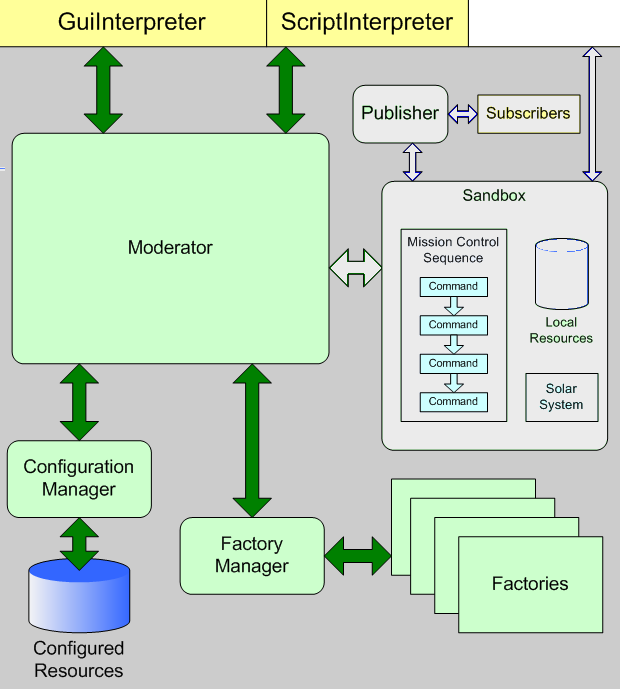 GuiInterpreter
ScriptInterpreter
Publisher
Subscribers
Moderator
Sandbox
Mission Control
Sequence
Command
Command
Command
Command
Local
Resources
Solar
System
Configuration
Manager
Factory
Manager
Factories
Configured
Resources